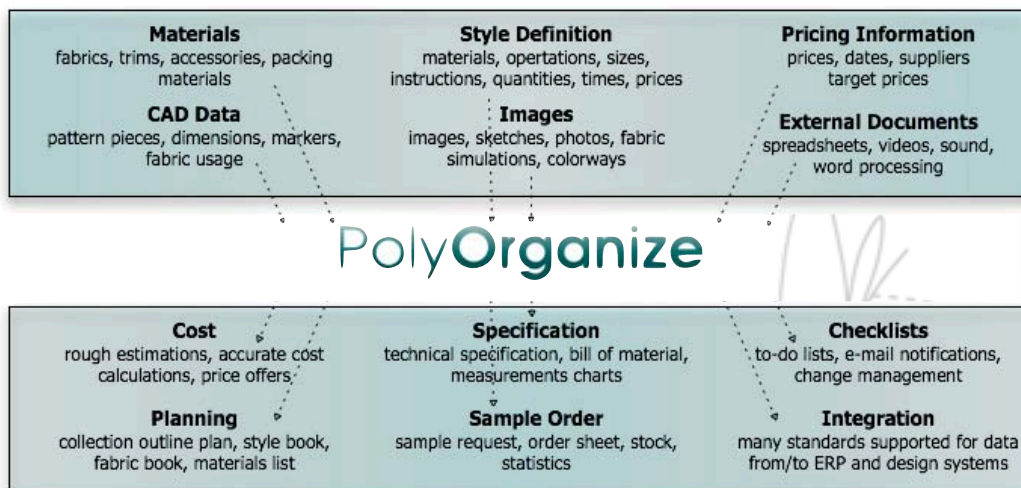 Materials
fabrics, trims, accessories, packing
materials
CAD Data
pattern pieces, dimensions, markers,
fabric usage
Style Definition
materials, opertations, sizes,
instructions, quantities, times, prices
Images
images, sketches, photos, fabric
simulations, colorways
Pricing Information
prices, dates, suppliers
target prices
External Documents
spreadsheets, videos, sound,
word processing
PolyOrganize
Cost
rough estimations, accurate cost
calculations, price offers
Planning
collection outline plan, style book,
fabric book, materials list
Specification
technical specification, bill of material,
measurements charts
Sample Order
sample request, order sheet, stock,
statistics
Checklists
to-do lists, e-mail notifications,
change management
Integration
many standards supported for data
from/to ERP and design systems